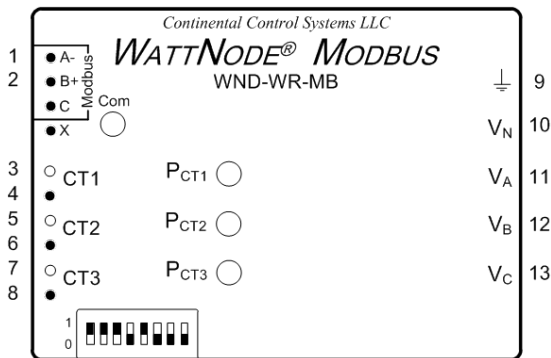 Continental Control Systems LLC
WATTNODE® MODBUS
WND-WR-MB
1 A-
2 B+
C
X
Modbus
Com
9
VN 10
3 CT1 PCT1 VA 11
4
5 CT2 PCT2 VB 12
6
7 CT3 PCT3 VC 13
8
1
0